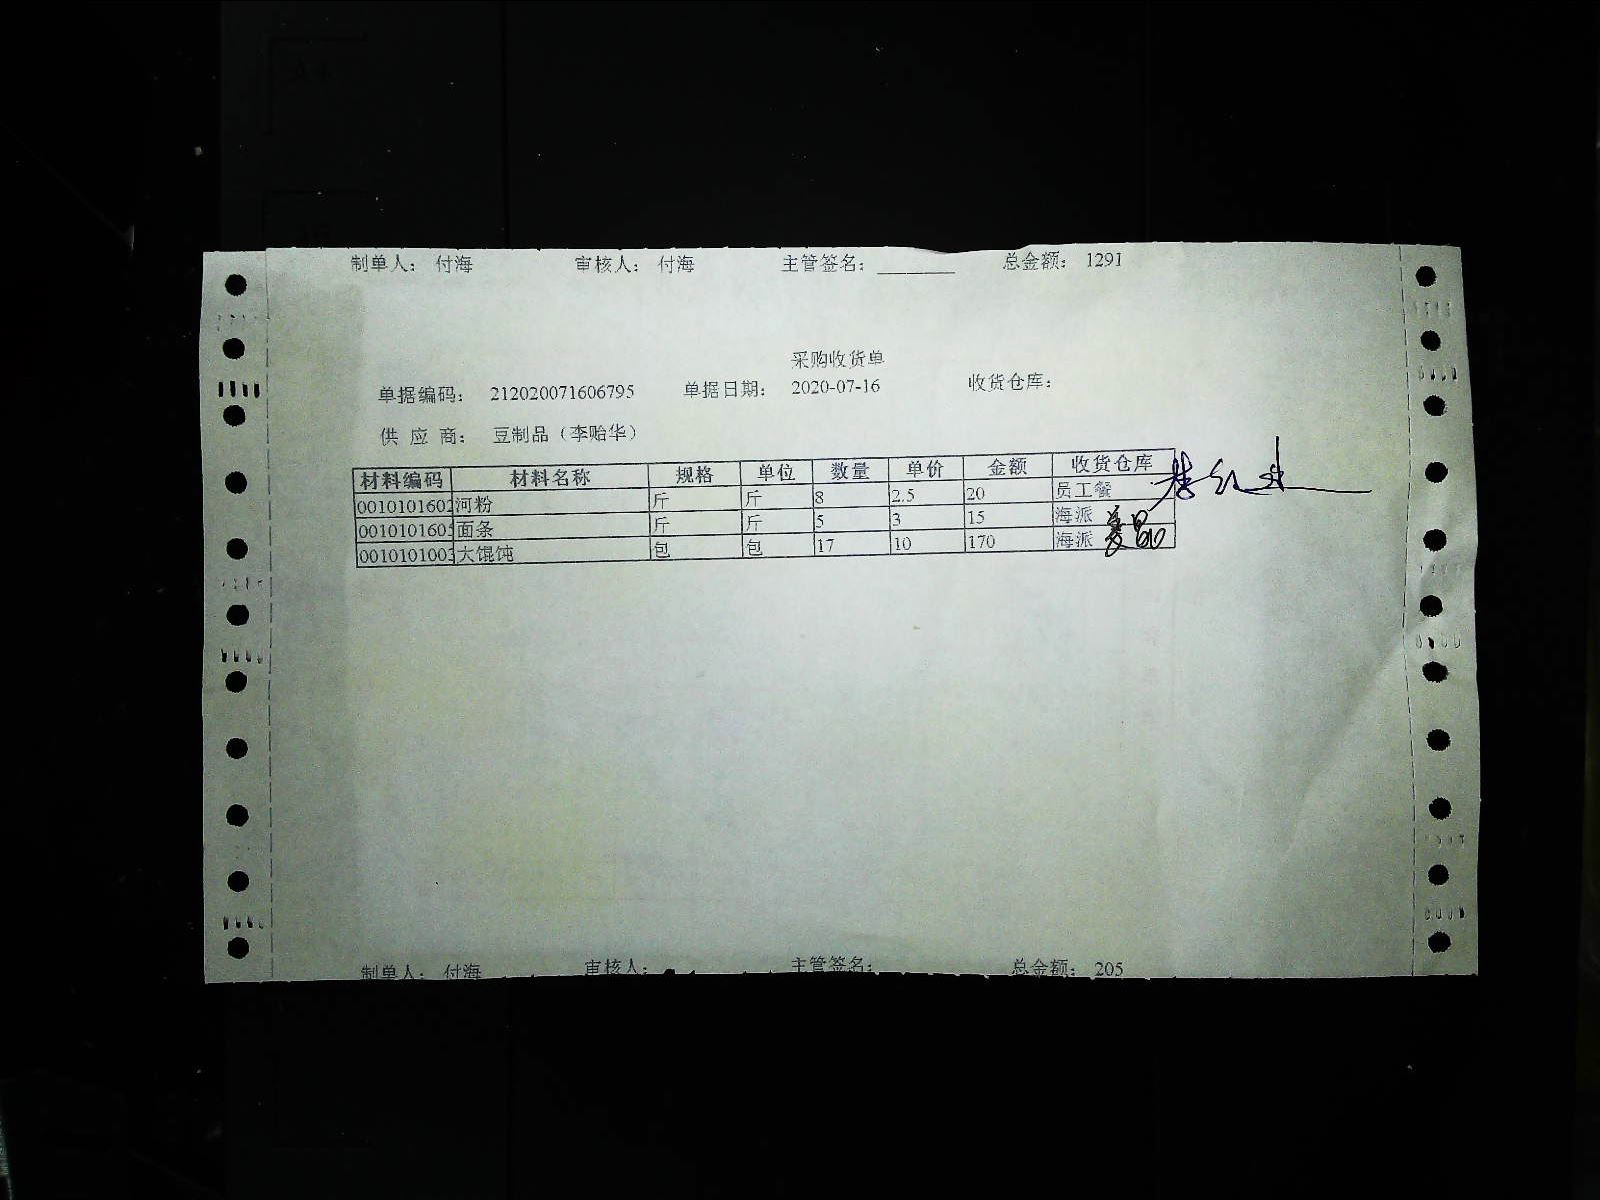 制单人： 付海 审核人： 付海 主管签名： ________ 总金额： 1291
采购收货单
单据编码： 212020071606795 单据日期： 2020-07-16 收货仓库：
供 应 商： 豆制品（李贻华）
材料编码 材料名称 规格 单位 数量 单价 金额 收货仓库
0010101602 河粉 斤 斤 8 2.5 20 员工餐
0010101605 面条 斤 斤 5 3 15 海派
0010101003 大馄饨 包 包 17 10 170 海派
制单人： 付海 审核人： 主管签名： 总金额： 205